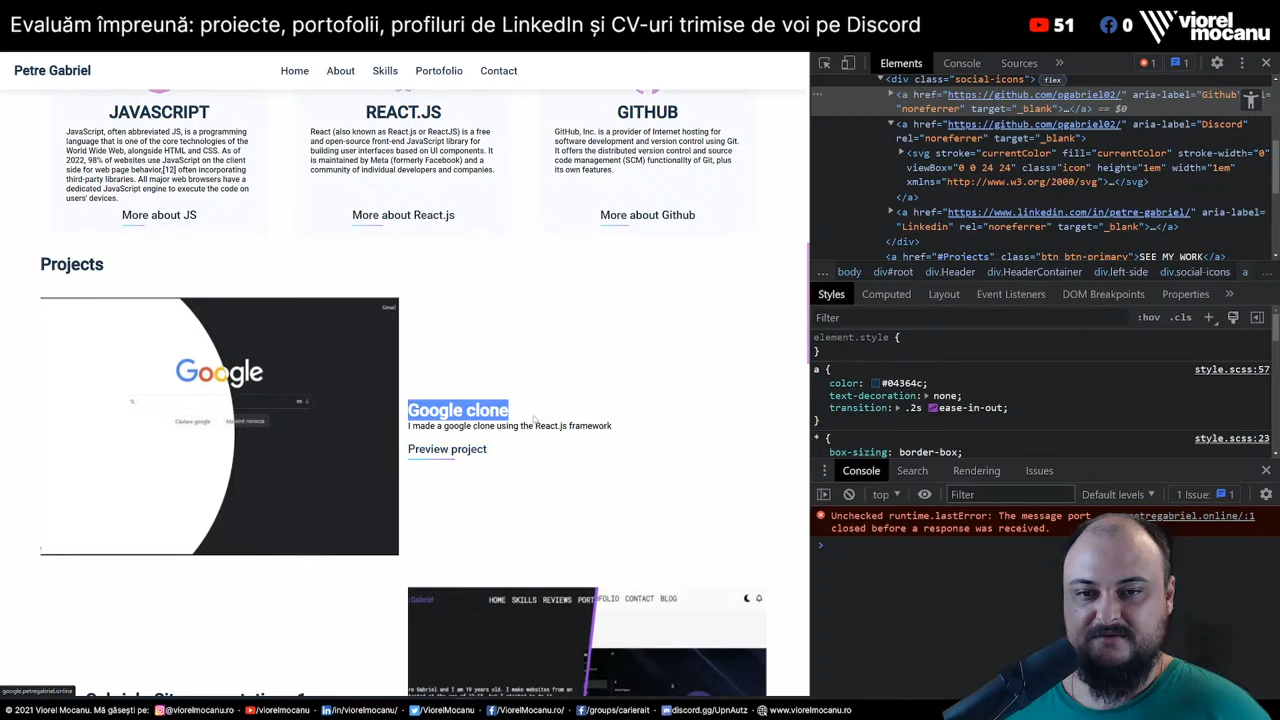 Evaluăm împreună: proiecte, portofolii, profiluri de LinkedIn și CV-uri trimise de voi pe Discord
51
0
viorel
mocanu
Petre Gabriel
Home
About
Skills
Portofolio
Contact
JAVASCRIPT
JavaScript, often abbreviated JS, is a programming
language that is one of the core technologies of the
World Wide Web, alongside HTML and CSS. As of
2022, 98% of websites use JavaScript on the client
side for web page behavior,[12] often incorporating
third-party libraries. All major web browsers have a
dedicated JavaScript engine to execute the code on
users' devices.
More about JS
REACT.JS
React (also known as React.js or ReactJS) is a free
and open-source front-end JavaScript library for
building user interfaces based on UI components. It
is maintained by Meta (formerly Facebook) and a
community of individual developers and companies.
More about React.js
GITHUB
GitHub, Inc. is a provider of Internet hosting for
software development and version control using Git.
It offers the distributed version control and source
code management (SCM) functionality of Git, plus
its own features.
More about Github
Projects
Gmail
Google
Cautare google
Google clone
I made a google clone using the React.js framework
Preview project
Gabriel
HOME SKILLS REVIEWS PORTOFOLIO CONTACT BLOG
google.petregabriel.online
Elements
Console
Sources
»
1
1
<div class="social-icons"> flex
<a href="https://github.com/pgabriel02/" aria-label="Github"
"noreferrer" target="_blank">…</a> == $0
<a href="https://github.com/pgabriel02/" aria-label="Discord"
"noreferrer" target="_blank">
<svg stroke="currentColor" fill="currentColor" stroke-width="0"
viewBox="0 0 24 24" height="1em" width="1em"
xmlns="http://www.w3.org/2000/svg">…</svg>
</a>
<a href="https://www.linkedin.com/in/petre-gabriel/" aria-label=
"Linkedin" rel="noreferrer" target="_blank">…</a>
</div>
<a href="#Projects" class="btn btn-primary">SEE MY WORK</a>
… body div#root div.Header div.HeaderContainer div.left-side div.social-icons a …
Styles
Computed
Layout
Event Listeners
DOM Breakpoints
Properties
»
Filter
:hov .cls
element.style {
}
a {
style.scss:57
color: #04364c;
text-decoration: none;
transition: .2s ease-in-out;
}
* {
style.scss:23
box-sizing: border-box;
Console
Search
Rendering
Issues
top
Filter
Default levels
1 Issue: 1
Unchecked runtime.lastError: The message port
petregabriel.online/:1
closed before a response was received.
© 2021 Viorel Mocanu. Mă găsești pe:
@viorelmocanu.ro
/viorelmocanu
/in/viorelmocanu/
/ViorelMocanu
/ViorelMocanu.ro/
/groups/carierait
discord.gg/UpnAutz
www.viorelmocanu.ro